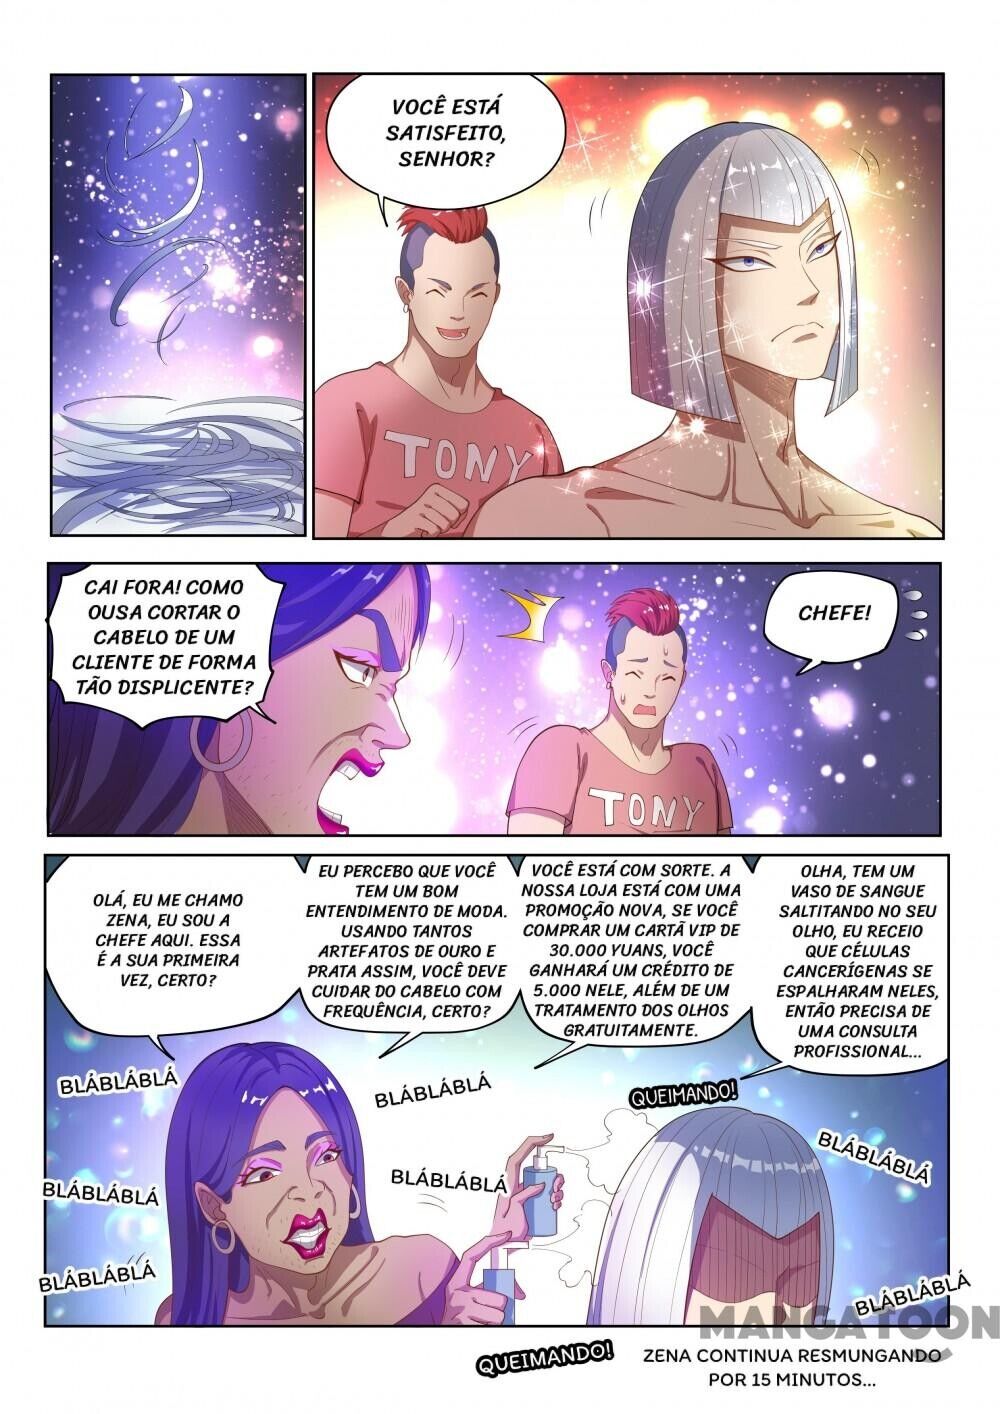 VOCÊ ESTÁ
SATISFEITO,
SENHOR?
TONY
CAI FORA! COMO
OUSA CORTAR O
CABELO DE UM
CLIENTE DE FORMA
TÃO DISPLICENTE?
CHEFE!
TONY
OLÁ, EU ME CHAMO
ZENA, EU SOU A
CHEFE AQUI. ESSA
É A SUA PRIMEIRA
VEZ, CERTO?
EU PERCEBO QUE VOCÊ
TEM UM BOM
ENTENDIMENTO DE MODA.
USANDO TANTOS
ARTEFATOS DE OURO E
PRATA ASSIM, VOCÊ DEVE
CUIDAR DO CABELO COM
FREQUÊNCIA, CERTO?
VOCÊ ESTÁ COM SORTE. A
NOSSA LOJA ESTÁ COM UMA
PROMOÇÃO NOVA, SE VOCÊ
COMPRAR UM CARTÃ VIP DE
30.000 YUANS, VOCÊ
GANHARÁ UM CRÉDITO DE
5.000 NELE, ALÉM DE UM
TRATAMENTO DOS OLHOS
GRATUITAMENTE.
OLHA, TEM UM
VASO DE SANGUE
SALTITANDO NO SEU
OLHO, EU RECEIO
QUE CÉLULAS
CANCERÍGENAS SE
ESPALHARAM NELES,
ENTÃO PRECISA DE
UMA CONSULTA
PROFISSIONAL...
BLÁBLÁBLÁ
BLÁBLÁBLÁ
QUEIMANDO!
BLÁBLÁBLÁ
BLÁBLÁBLÁ
BLÁBLÁBLÁ
BLÁBLÁBLÁ
BLÁBLÁBLÁ
MANGATOON
QUEIMANDO!
ZENA CONTINUA RESMUNGANDO
POR 15 MINUTOS...